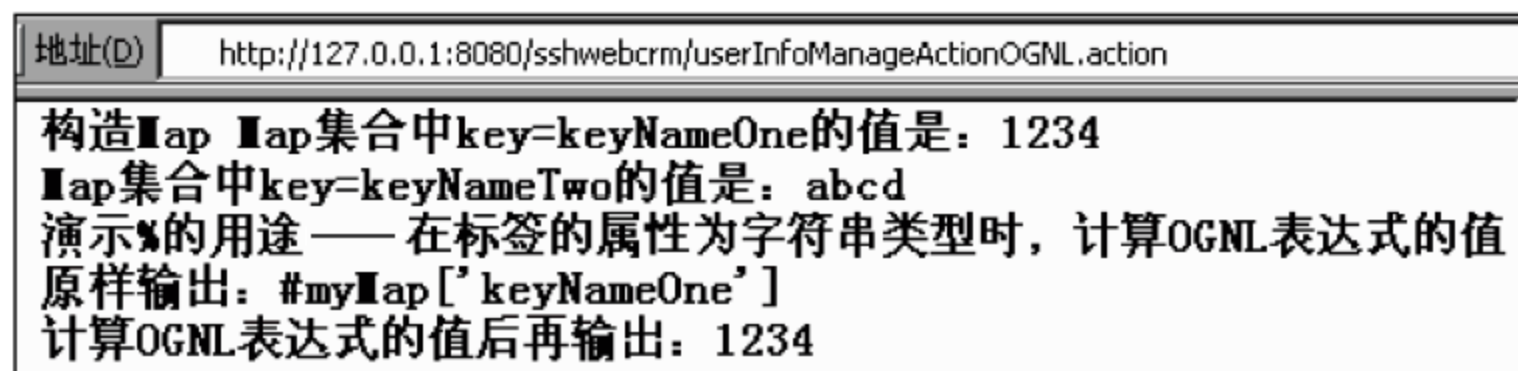 地址(D) http://127.0.0.1:8080/sshwebcrm/userInfoManageActionOGNL.action
构造Map Map集合中key=keyNameOne的值是：1234
Map集合中key=keyNameTwo的值是：abcd
演示%的用途——在标签的属性为字符串类型时，计算OGNL表达式的值
原样输出：#myMap['keyNameOne']
计算OGNL表达式的值后再输出：1234